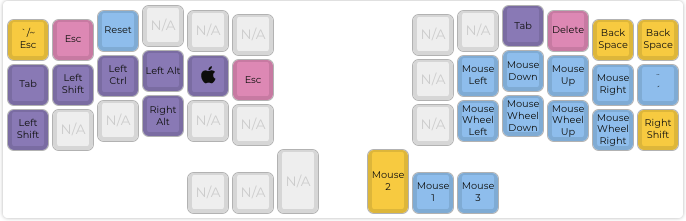 ` /~
Esc
Esc
Reset
N/A
N/A
N/A
N/A
N/A
Tab
Delete
Back
Space
Back
Space
Tab
Left
Shift
Left
Ctrl
Left Alt
Esc
N/A
Mouse
Left
Mouse
Down
Mouse
Up
Mouse
Right
Left
Shift
N/A
N/A
Right
Alt
N/A
N/A
N/A
Mouse
Wheel
Left
Mouse
Wheel
Down
Mouse
Wheel
Up
Mouse
Wheel
Right
Right
Shift
N/A
N/A
N/A
Mouse
2
Mouse
1
Mouse
3